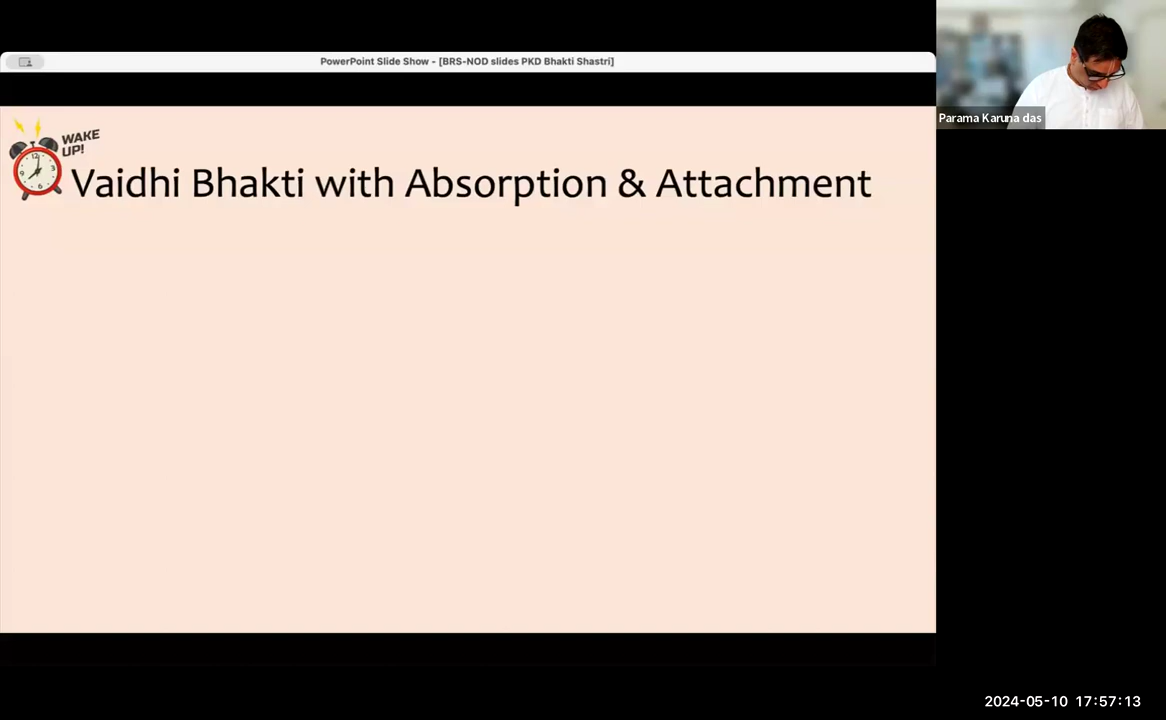 PowerPoint Slide Show - [BRS-NOD slides PKD Bhakti Shastri]
WAKE
UP!
Vaidhi Bhakti with Absorption & Attachment
Parama Karuna das
2024-05-10 17:57:13